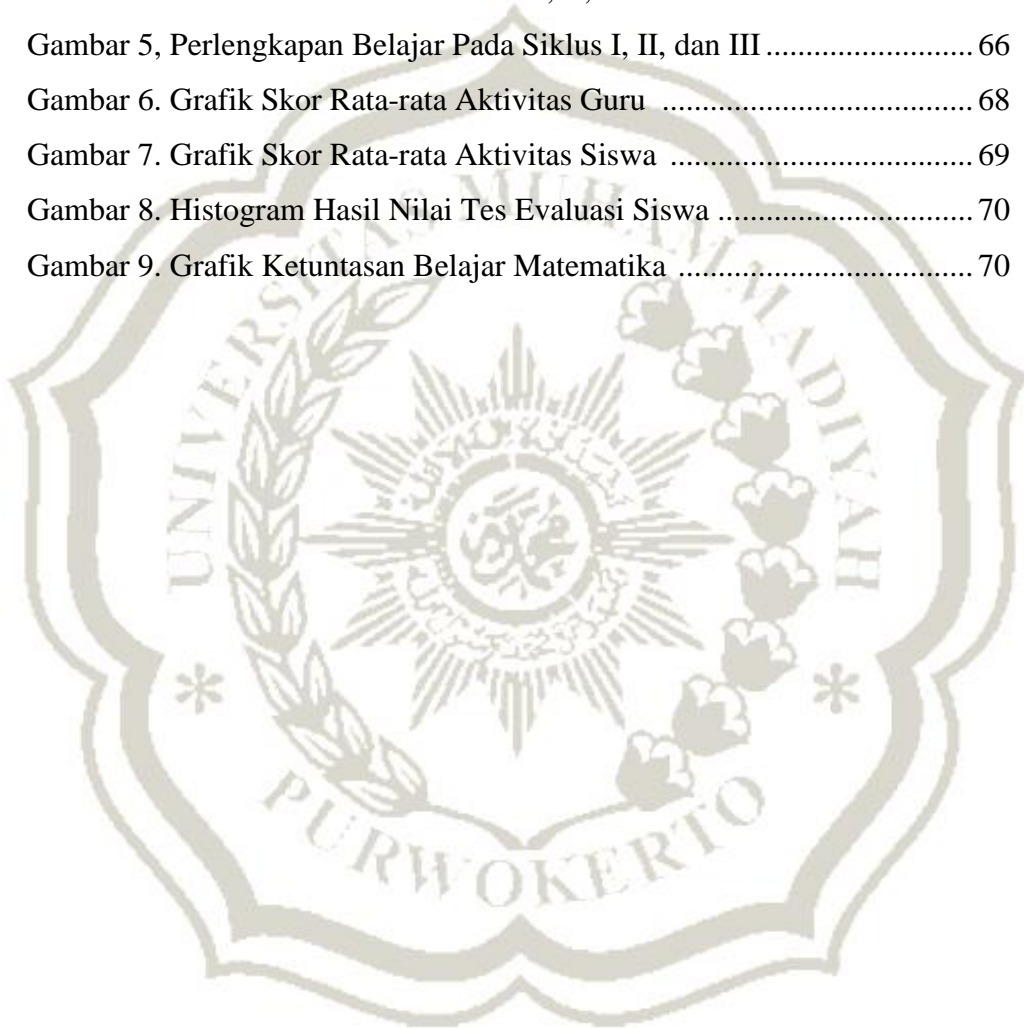 Gambar 5, Perlengkapan Belajar Pada Siklus I, II, dan III ......................... 66
Gambar 6. Grafik Skor Rata-rata Aktivitas Guru ..................................... 68
Gambar 7. Grafik Skor Rata-rata Aktivitas Siswa .................................... 69
Gambar 8. Histogram Hasil Nilai Tes Evaluasi Siswa ............................... 70
Gambar 9. Grafik Ketuntasan Belajar Matematika ................................... 70
UNIVERSITAS MUHAMMADIYAH
* PURWOKERTO *